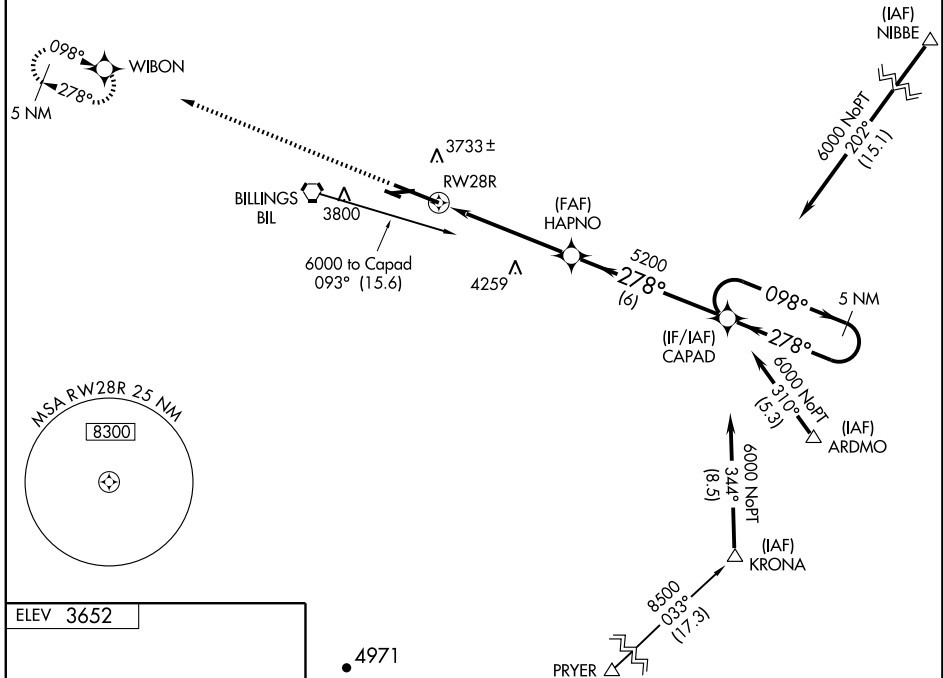 (IAF)
NIBBE
098°
WIBON
278°
5 NM
6000 NoPT
202°
(15.1)
3733 ±
RW28R
BILLINGS
BIL
3800
(FAF)
HAPNO
6000 to Capad
093° (15.6)
4259
5200
278°
(6)
098°
5 NM
278°
(IF/IAF)
CAPAD
6000 NoPT
310°
(5.3)
(IAF)
ARDMO
MSA RW28R 25 NM
8300
6000 NoPT
344°
(8.5)
(IAF)
KRONA
8500
033°
(17.3)
ELEV 3652
4971
PRYER